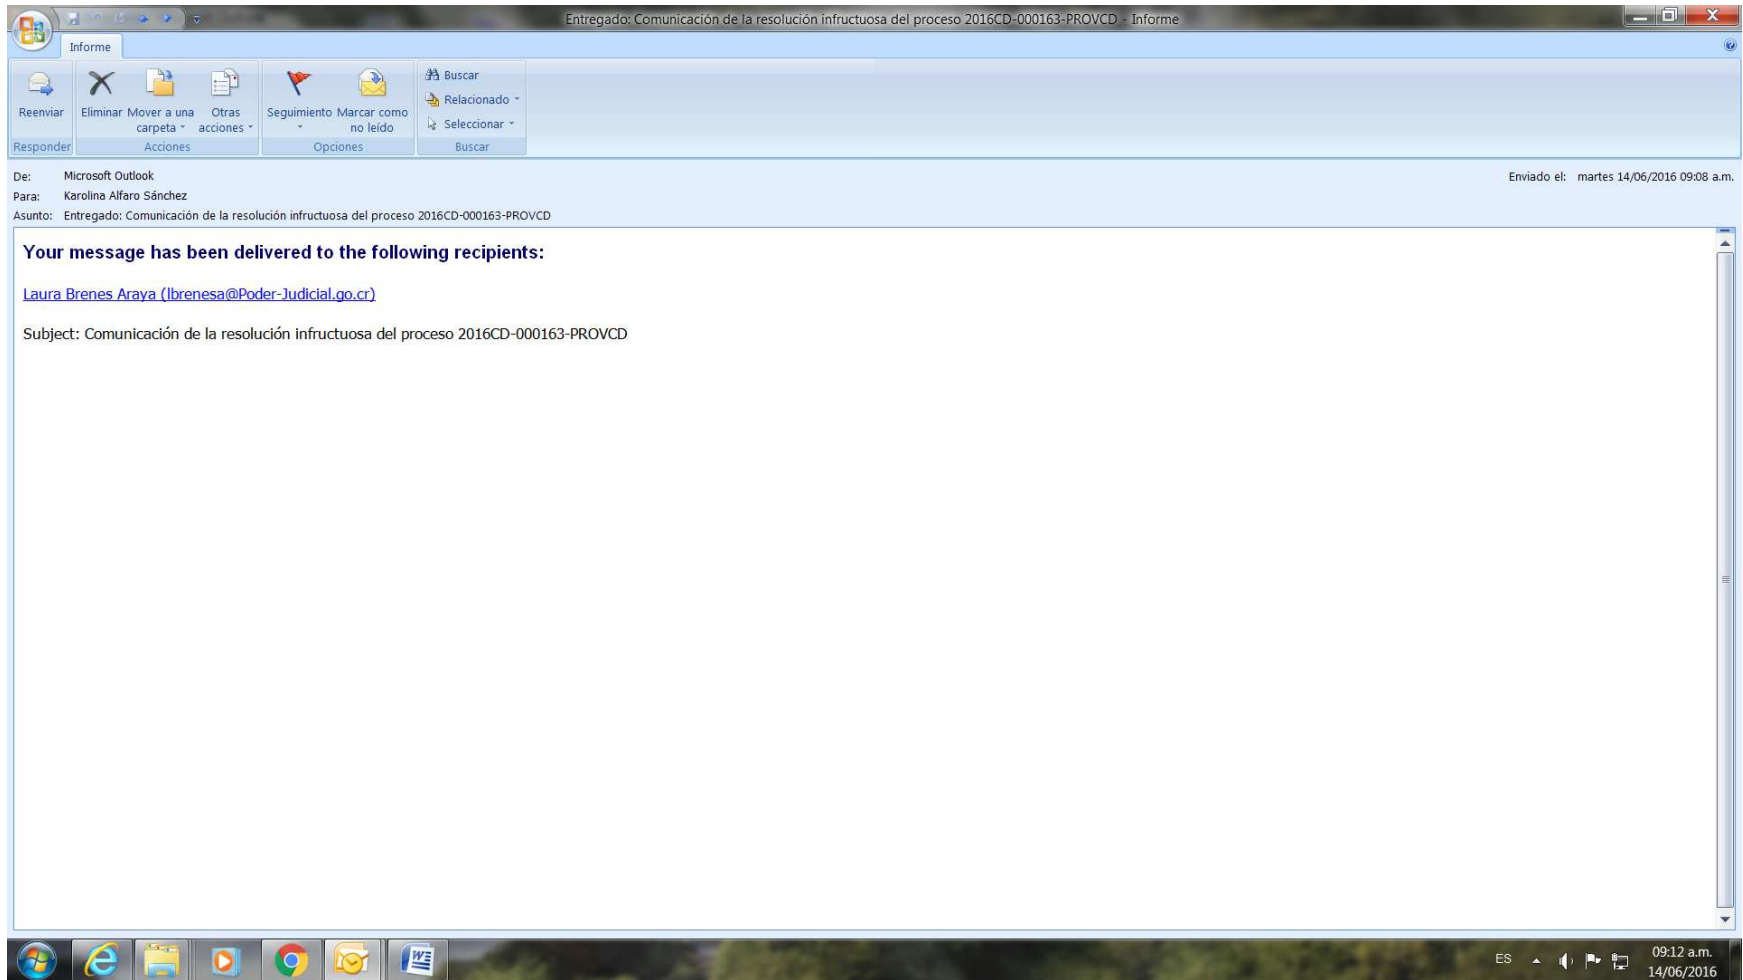 Entregado: Comunicación de la resolución infructuosa del proceso 2016CD-000163-PROVCD - Informe
Informe
Reenviar
Eliminar
Mover a una carpeta
Otras acciones
Seguimiento
Marcar como no leído
Buscar
Relacionado
Seleccionar
Responder
Acciones
Opciones
Buscar
De: Microsoft Outlook
Enviado el: martes 14/06/2016 09:08 a.m.
Para: Karolina Alfaro Sánchez
Asunto: Entregado: Comunicación de la resolución infructuosa del proceso 2016CD-000163-PROVCD
Your message has been delivered to the following recipients:
Laura Brenes Araya (lbrenesa@Poder-Judicial.go.cr)
Subject: Comunicación de la resolución infructuosa del proceso 2016CD-000163-PROVCD
ES
09:12 a.m.
14/06/2016